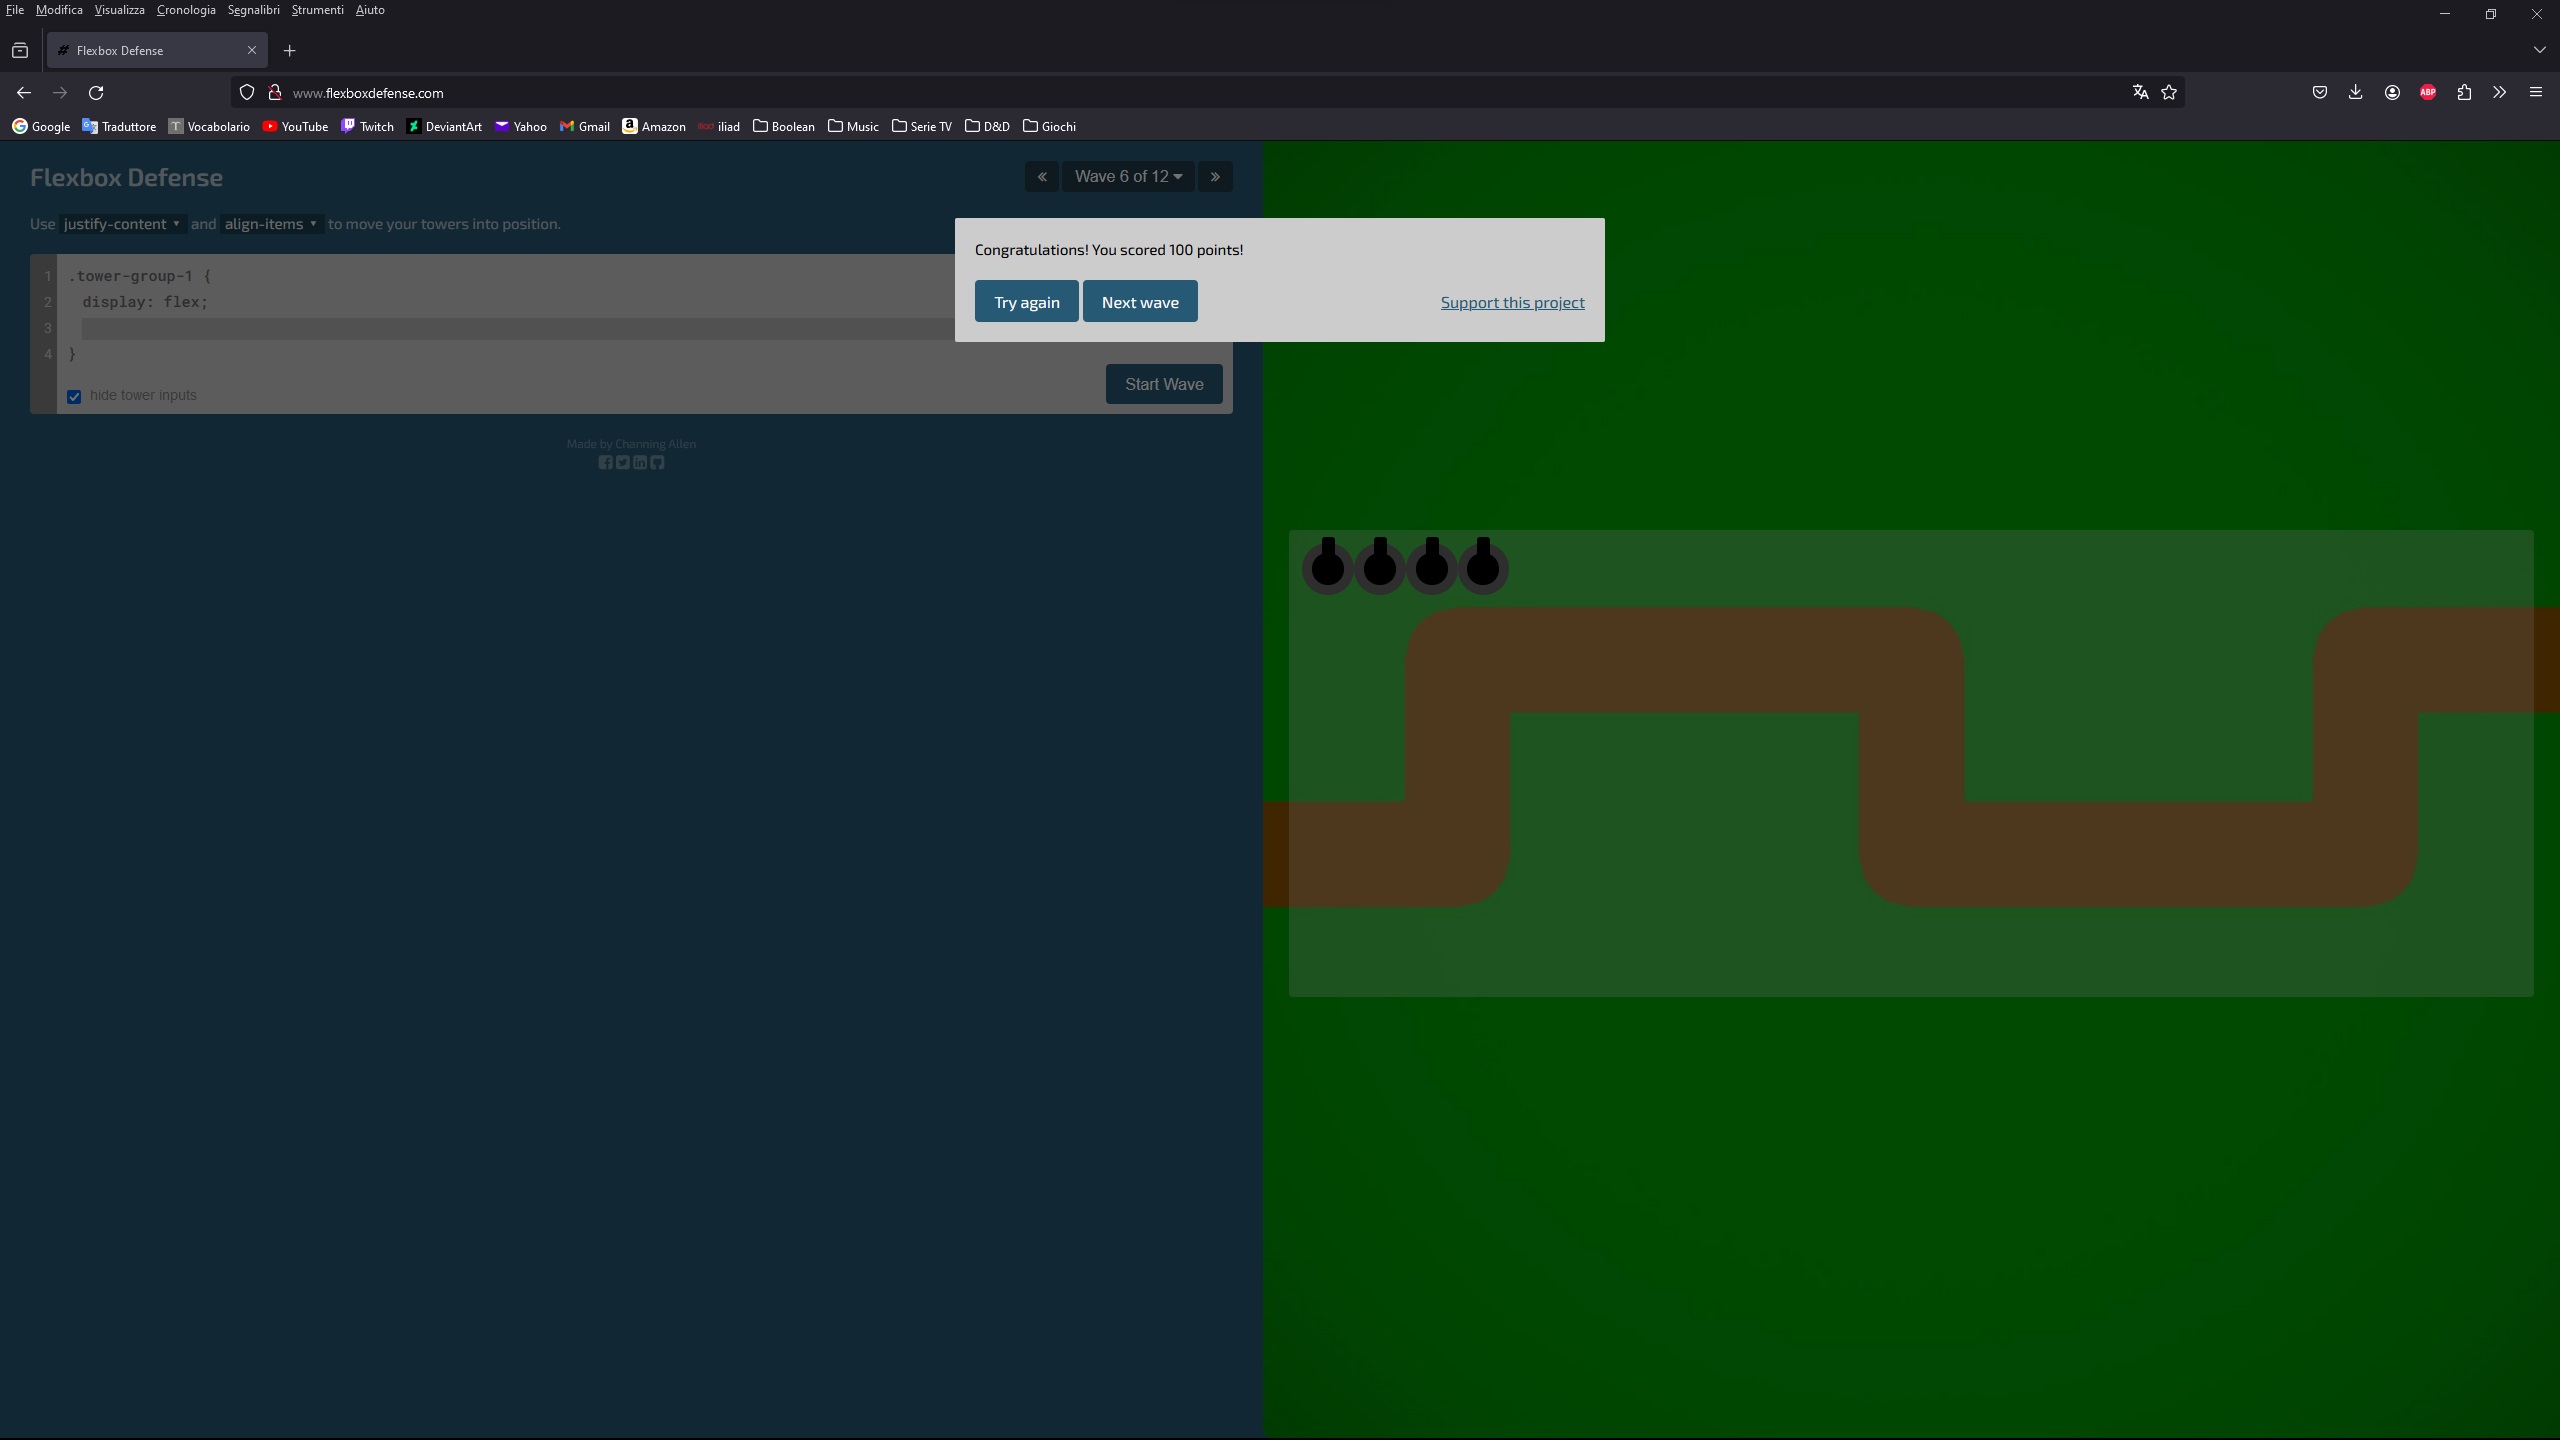 File Modifica Visualizza Cronologia Segnalibri Strumenti Aiuto
Flexbox Defense
www.flexboxdefense.com
ABP
Google Traduttore Vocabolario YouTube Twitch DeviantArt Yahoo Gmail Amazon iliad iliad Boolean Music Serie TV D&D Giochi
Flexbox Defense
« Wave 6 of 12 »
Use justify-content and align-items to move your towers into position.
Congratulations! You scored 100 points!
Try again Next wave Support this project
1 .tower-group-1 {
2 display: flex;
3
4 }
hide tower inputs
Start Wave
Made by Channing Allen